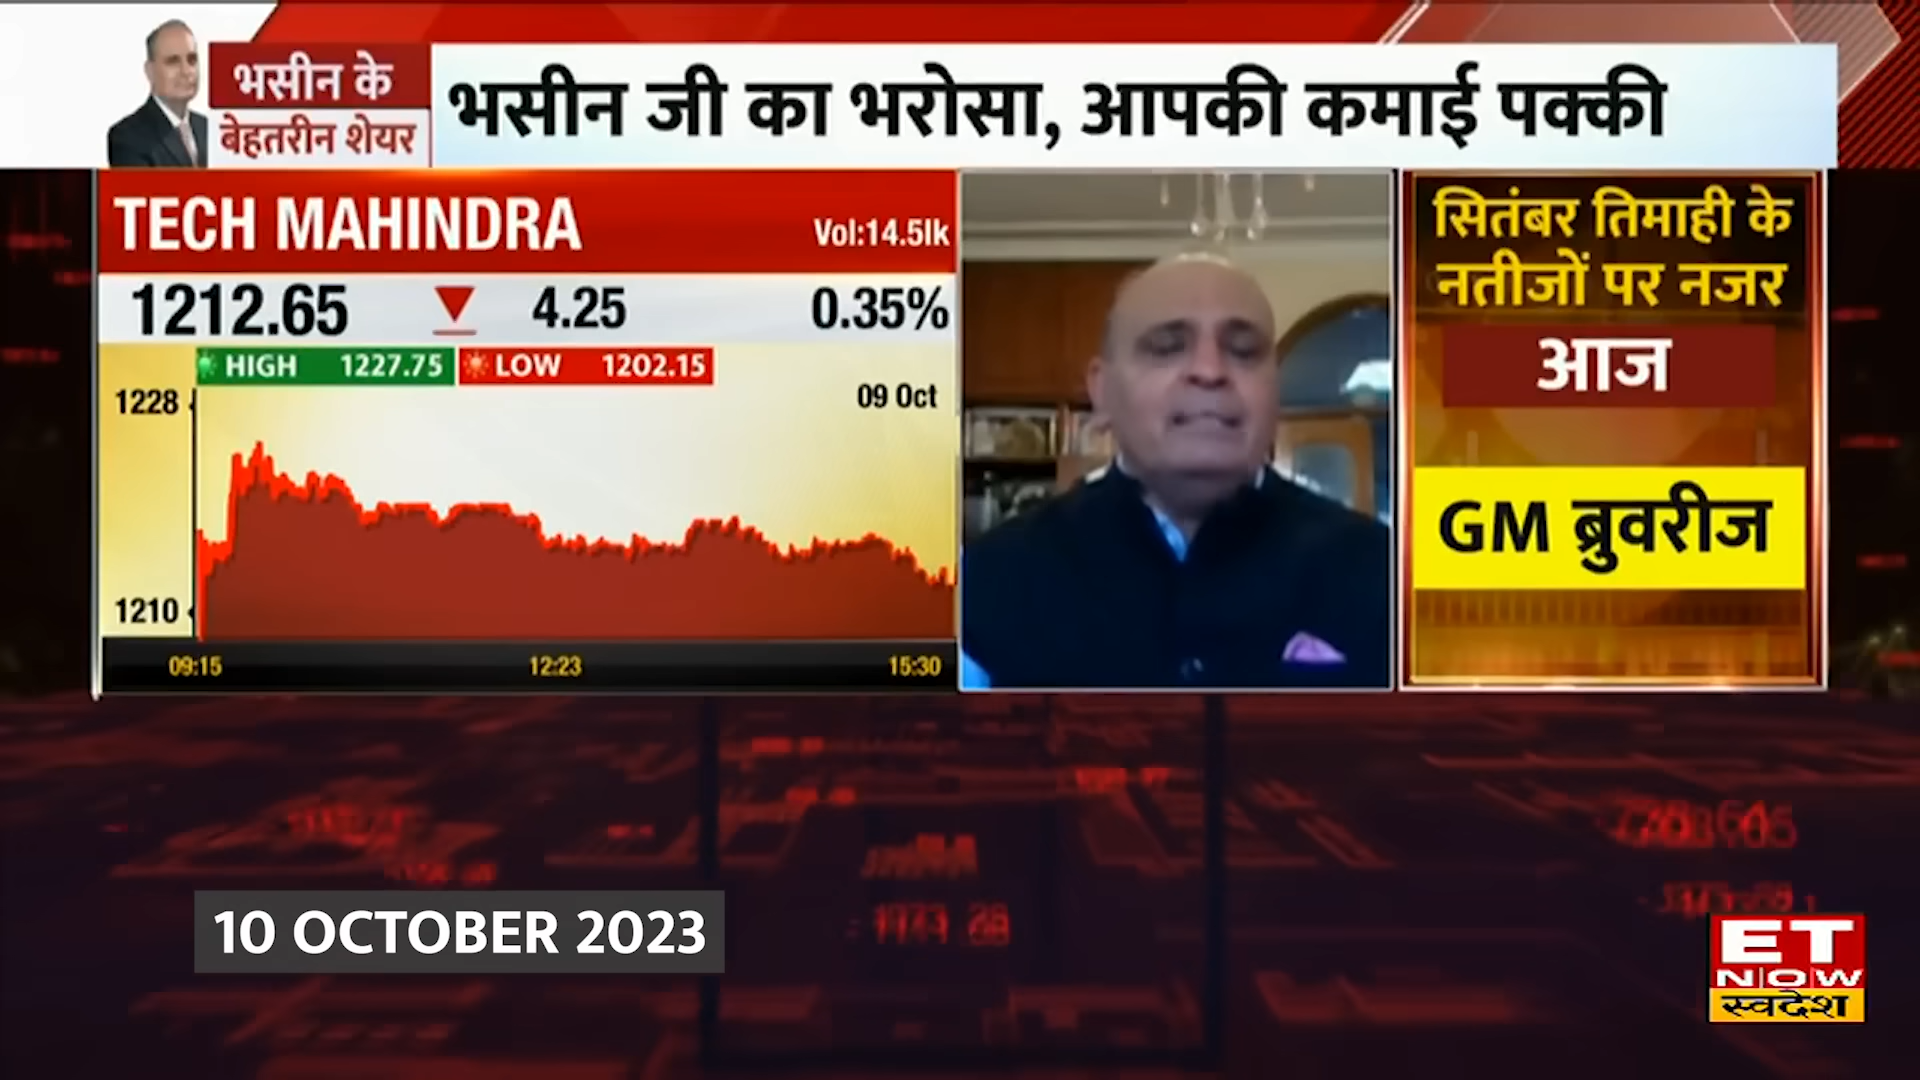 भसीन के
बेहतरीन शेयर
भसीन जी का भरोसा, आपकी कमाई पक्की
TECH MAHINDRA
Vol:14.5lk
1212.65 4.25 0.35%
HIGH 1227.75 LOW 1202.15
09 Oct
1228
1210
09:15 12:23 15:30
सितंबर तिमाही के
नतीजों पर नजर
आज
GM ब्रुवरीज
10 OCTOBER 2023
ET
NOW
स्वदेश